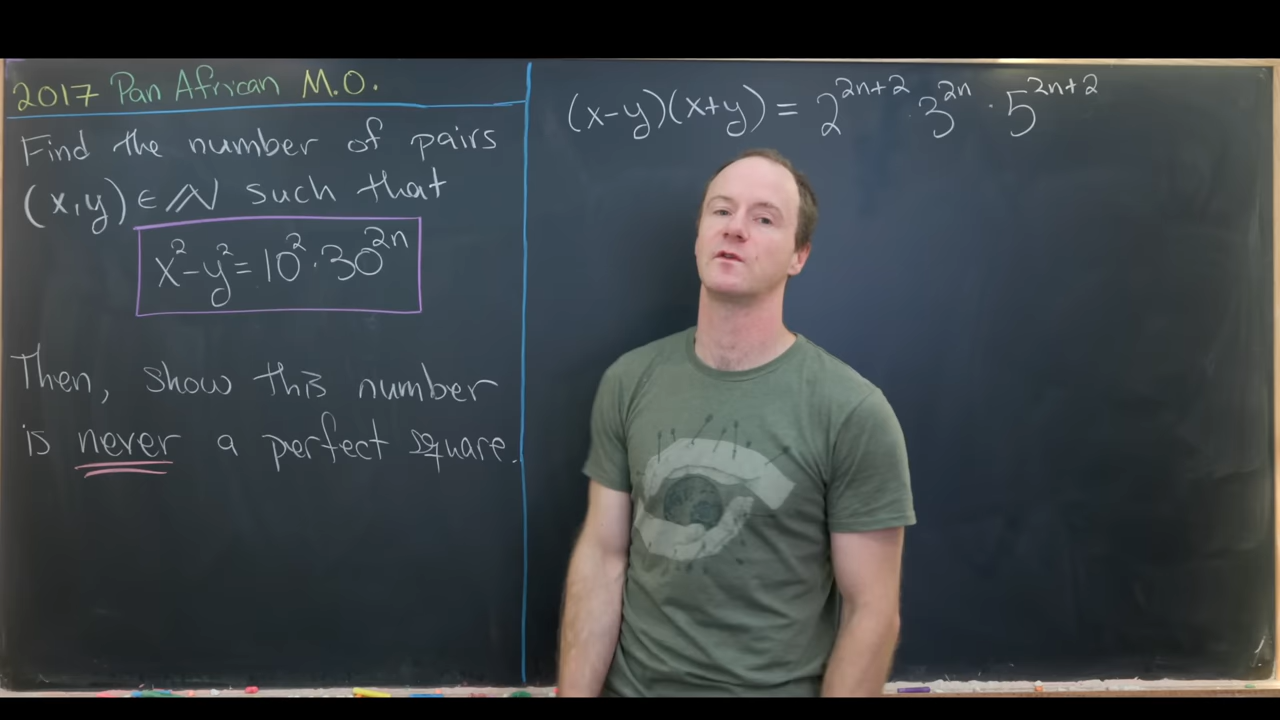 2017 Pan African M.O.
Find the number of pairs
(x,y) ∈ ℕ such that
x² - y² = 10² · 30²ⁿ
Then, show this number
is never a perfect square.
(x-y)(x+y) = 2²ⁿ⁺² · 3²ⁿ · 5²ⁿ⁺²